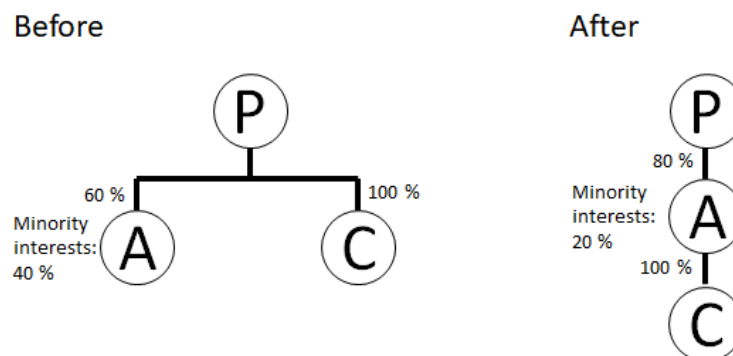 Before
P
60 %
100 %
Minority
interests:
40 %
A
C
After
P
80 %
Minority
interests:
20 %
A
100 %
C